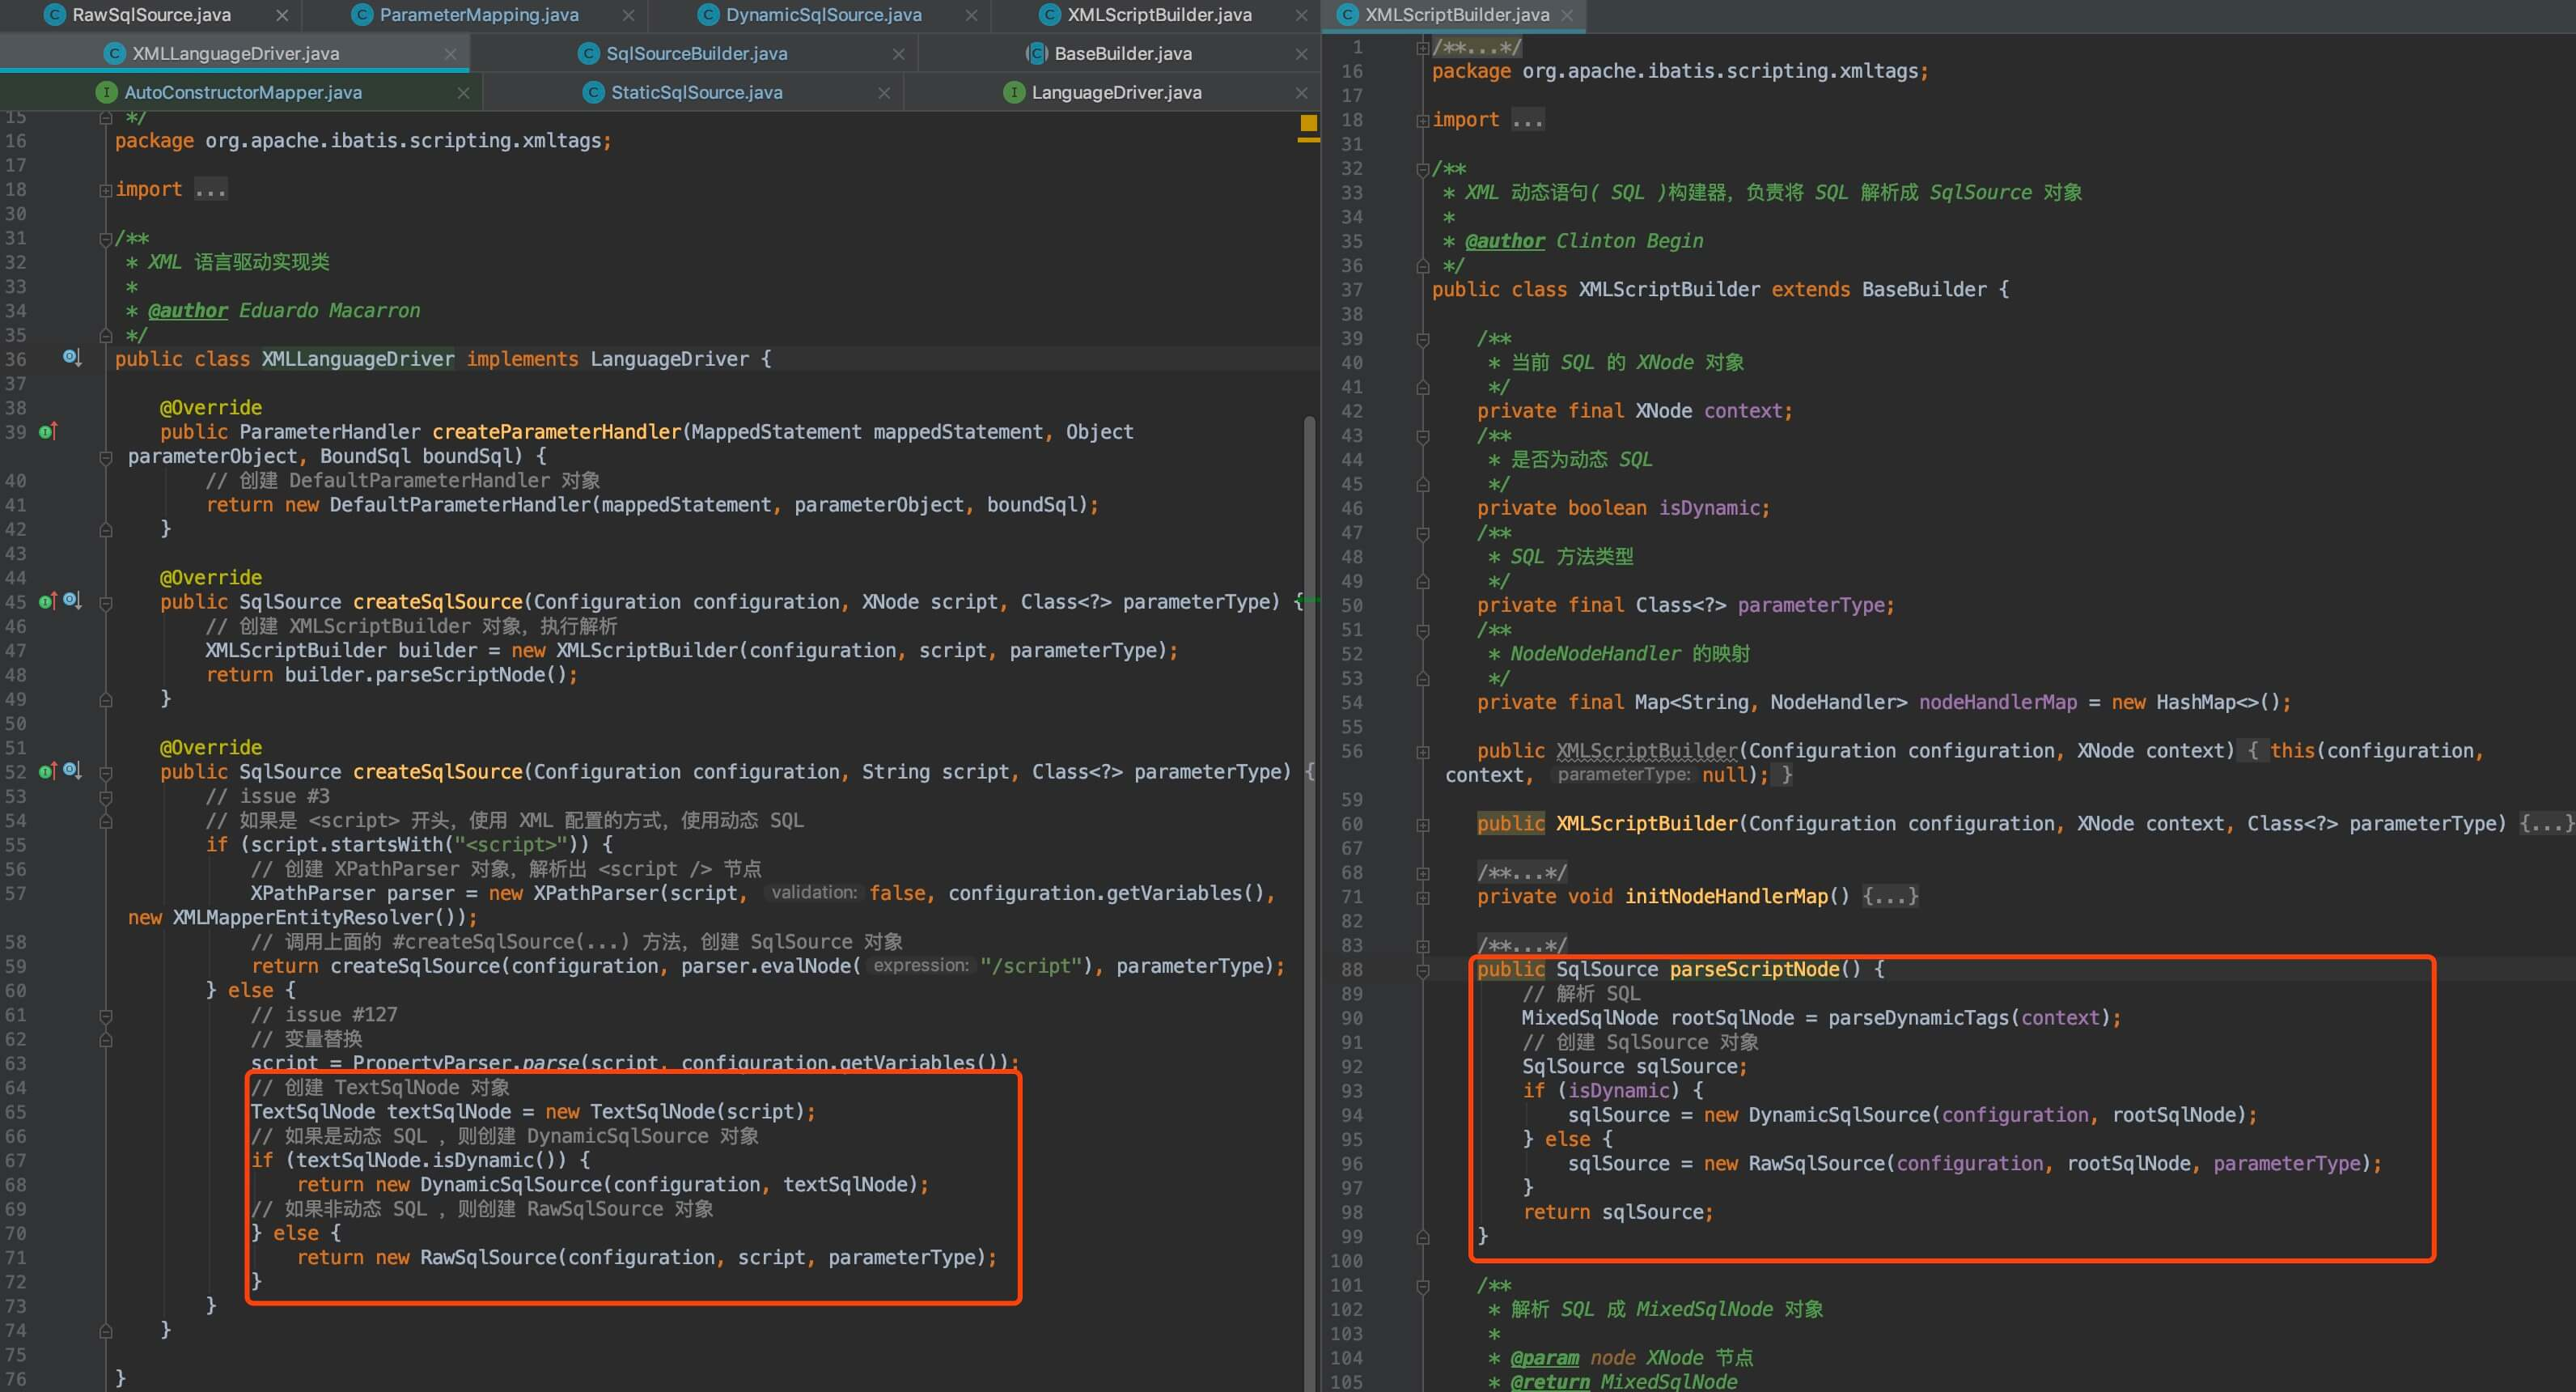 RawSqlSource.java
ParameterMapping.java
DynamicSqlSource.java
XMLScriptBuilder.java
XMLLanguageDriver.java
SqlSourceBuilder.java
BaseBuilder.java
AutoConstructorMapper.java
StaticSqlSource.java
LanguageDriver.java
15 */
16 package org.apache.ibatis.scripting.xmltags;
17
18 import ...
30
31 /**
32 * XML 语言驱动实现类
33 *
34 * @author Eduardo Macarron
35 */
36 public class XMLLanguageDriver implements LanguageDriver {
37
38 @Override
39 public ParameterHandler createParameterHandler(MappedStatement mappedStatement, Object
parameterObject, BoundSql boundSql) {
40 // 创建 DefaultParameterHandler 对象
41 return new DefaultParameterHandler(mappedStatement, parameterObject, boundSql);
42 }
43
44 @Override
45 public SqlSource createSqlSource(Configuration configuration, XNode script, Class<?> parameterType) {
46 // 创建 XMLScriptBuilder 对象，执行解析
47 XMLScriptBuilder builder = new XMLScriptBuilder(configuration, script, parameterType);
48 return builder.parseScriptNode();
49 }
50
51 @Override
52 public SqlSource createSqlSource(Configuration configuration, String script, Class<?> parameterType) {
53 // issue #3
54 // 如果是 <script> 开头，使用 XML 配置的方式，使用动态 SQL
55 if (script.startsWith("<script>")) {
56 // 创建 XPathParser 对象，解析出 <script /> 节点
57 XPathParser parser = new XPathParser(script, validation: false, configuration.getVariables(),
new XMLMapperEntityResolver());
58 // 调用上面的 #createSqlSource(...) 方法，创建 SqlSource 对象
59 return createSqlSource(configuration, parser.evalNode( expression: "/script"), parameterType);
60 } else {
61 // issue #127
62 // 变量替换
63 script = PropertyParser.parse(script, configuration.getVariables());
64 // 创建 TextSqlNode 对象
65 TextSqlNode textSqlNode = new TextSqlNode(script);
66 // 如果是动态 SQL ，则创建 DynamicSqlSource 对象
67 if (textSqlNode.isDynamic()) {
68 return new DynamicSqlSource(configuration, textSqlNode);
69 // 如果非动态 SQL ，则创建 RawSqlSource 对象
70 } else {
71 return new RawSqlSource(configuration, script, parameterType);
72 }
73 }
74 }
75
76 }
XMLScriptBuilder.java
1 /**...*/
16 package org.apache.ibatis.scripting.xmltags;
17
18 import ...
31
32 /**
33 * XML 动态语句( SQL )构建器，负责将 SQL 解析成 SqlSource 对象
34 *
35 * @author Clinton Begin
36 */
37 public class XMLScriptBuilder extends BaseBuilder {
38
39 /**
40 * 当前 SQL 的 XNode 对象
41 */
42 private final XNode context;
43 /**
44 * 是否为动态 SQL
45 */
46 private boolean isDynamic;
47 /**
48 * SQL 方法类型
49 */
50 private final Class<?> parameterType;
51 /**
52 * NodeNodeHandler 的映射
53 */
54 private final Map<String, NodeHandler> nodeHandlerMap = new HashMap<>();
55
56 public XMLScriptBuilder(Configuration configuration, XNode context) { this(configuration,
context, parameterType: null); }
59
60 public XMLScriptBuilder(Configuration configuration, XNode context, Class<?> parameterType) {...}
67
68 /**...*/
71 private void initNodeHandlerMap() {...}
82
83 /**...*/
88 public SqlSource parseScriptNode() {
89 // 解析 SQL
90 MixedSqlNode rootSqlNode = parseDynamicTags(context);
91 // 创建 SqlSource 对象
92 SqlSource sqlSource;
93 if (isDynamic) {
94 sqlSource = new DynamicSqlSource(configuration, rootSqlNode);
95 } else {
96 sqlSource = new RawSqlSource(configuration, rootSqlNode, parameterType);
97 }
98 return sqlSource;
99 }
100
101 /**
102 * 解析 SQL 成 MixedSqlNode 对象
103 *
104 * @param node XNode 节点
105 * @return MixedSqlNode